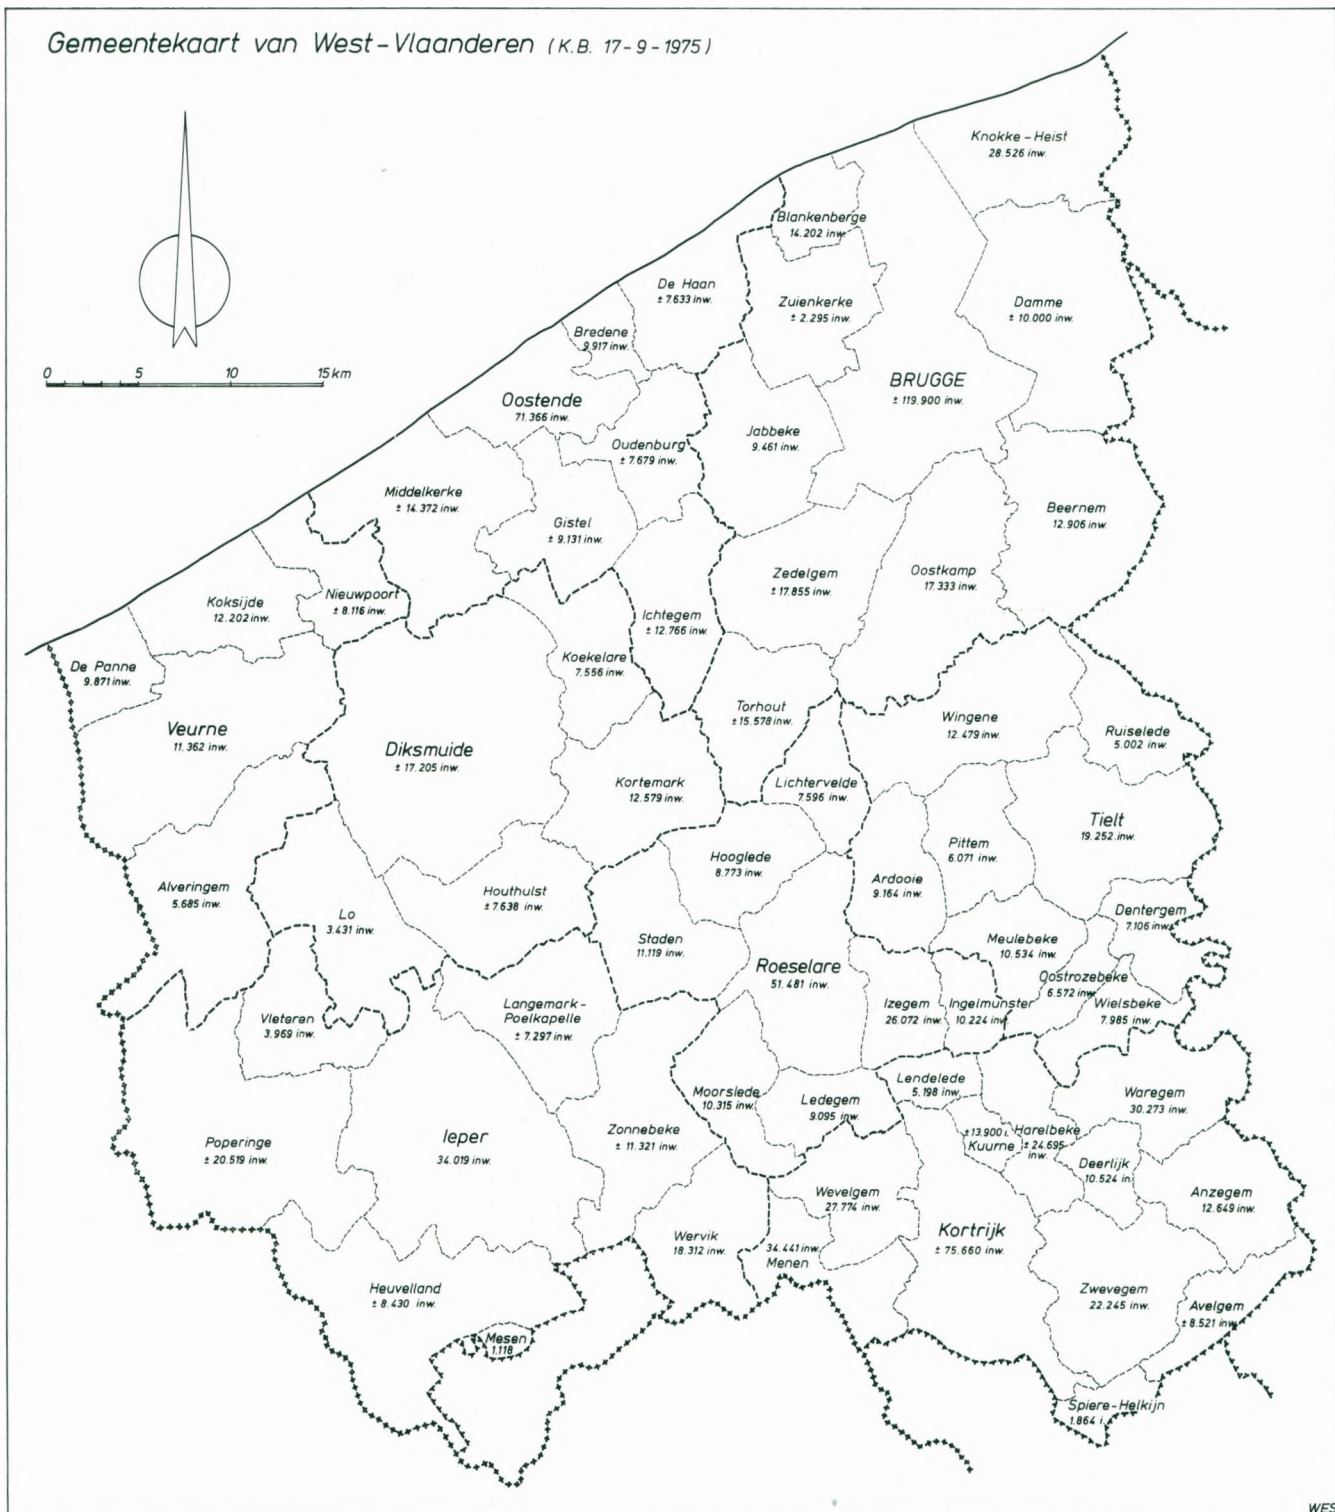 Gemeentekaart van West-Vlaanderen (K.B. 17-9-1975)
0 5 10 15 km
Knokke-Heist
28.526 inw.
Blankenberge
14.202 inw.
De Haan
± 7.633 inw.
Zuienkerke
± 2.295 inw.
Damme
± 10.000 inw.
Bredene
9.917 inw.
BRUGGE
± 119.900 inw.
Oostende
71.366 inw.
Oudenburg
± 7.679 inw.
Jabbeke
9.461 inw.
Middelkerke
± 14.372 inw.
Gistel
± 9.131 inw.
Beernem
12.906 inw.
Zedelgem
± 17.855 inw.
Oostkamp
17.333 inw.
Koksijde
12.202 inw.
Nieuwpoort
± 8.116 inw.
Ichtegem
± 12.766 inw.
De Panne
9.871 inw.
Koekelare
7.556 inw.
Veurne
11.362 inw.
Diksmuide
± 17.205 inw.
Torhout
± 15.578 inw.
Wingene
12.479 inw.
Ruiselede
5.002 inw.
Kortemark
12.579 inw.
Lichtervelde
7.596 inw.
Tielt
19.252 inw.
Pittem
6.071 inw.
Hooglede
8.773 inw.
Ardooie
9.164 inw.
Alveringem
5.685 inw.
Houthulst
± 7.638 inw.
Lo
3.431 inw.
Dentergem
7.106 inw.
Staden
11.119 inw.
Meulebeke
10.534 inw.
Roeselare
51.481 inw.
Oostrozebeke
6.572 inw.
Izegem
26.072 inw.
Ingelmunster
10.224 inw.
Wielsbeke
7.985 inw.
Vleteren
3.969 inw.
Langemark-
Poelkapelle
± 7.297 inw.
Lendelede
5.198 inw.
Moorslede
10.315 inw.
Ledegem
9.095 inw.
Waregem
30.273 inw.
Poperinge
± 20.519 inw.
Ieper
34.019 inw.
Zonnebeke
± 11.321 inw.
±13.900 i.
Kuurne
Harelbeke
± 24.695
inw.
Deerlijk
10.524 in.
Wevelgem
27.774 inw.
Anzegem
12.649 inw.
Wervik
18.312 inw.
34.441 inw.
Menen
Kortrijk
± 75.660 inw.
Heuvelland
± 8.430 inw.
Zwevegem
22.245 inw.
Avelgem
± 8.521 inw.
Mesen
1.118
Spiere-Helkijn
1.864 i.
WES